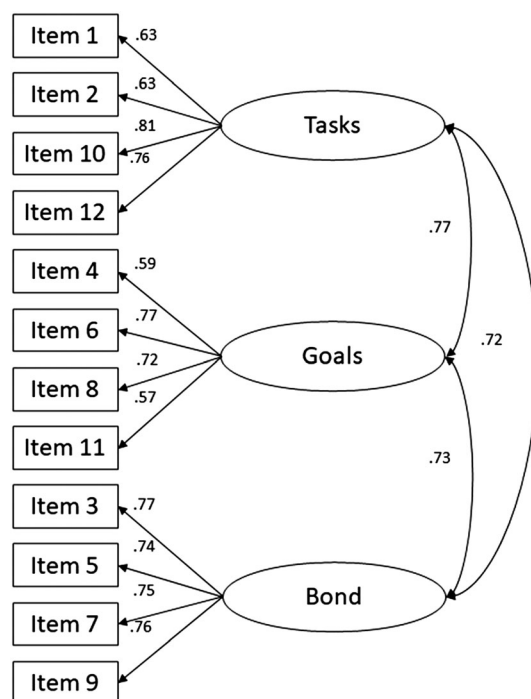 Item 1
.63
Item 2
.63
Tasks
Item 10
.81
.76
Item 12
.77
Item 4
.59
Item 6
.77
Goals
.72
Item 8
.72
.57
Item 11
.73
Item 3
.77
Item 5
.74
Bond
Item 7
.75
.76
Item 9